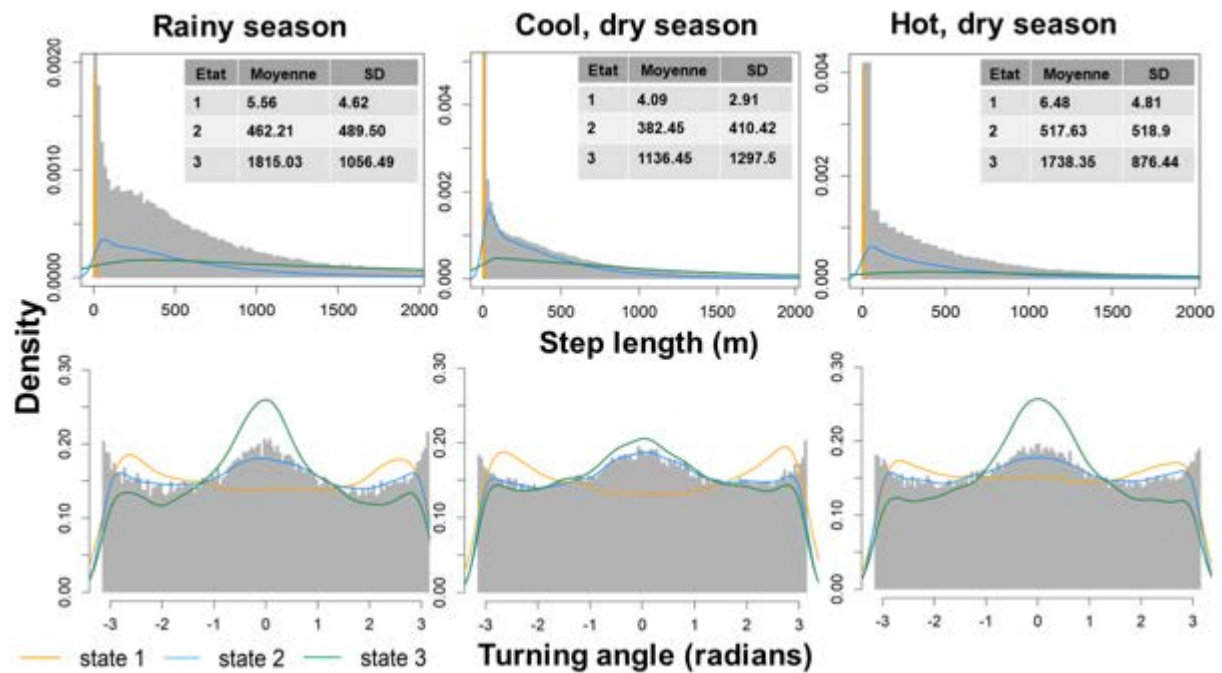 Rainy season
Cool, dry season
Hot, dry season
0.0020
0.0010
0.0000
Etat Moyenne SD
1 5.56 4.62
2 462.21 489.50
3 1815.03 1056.49
0 500 1000 1500 2000
0.004
0.002
0.000
Etat Moyenne SD
1 4.09 2.91
2 382.45 410.42
3 1136.45 1297.5
0 500 1000 1500 2000
0.004
0.002
0.000
Etat Moyenne SD
1 6.48 4.81
2 517.63 518.9
3 1738.35 876.44
0 500 1000 1500 2000
Step length (m)
Density
0.30
0.20
0.10
0.00
-3 -2 -1 0 1 2 3
0.30
0.20
0.10
0.00
-3 -2 -1 0 1 2 3
0.30
0.20
0.10
0.00
-3 -2 -1 0 1 2 3
state 1 state 2 state 3
Turning angle (radians)